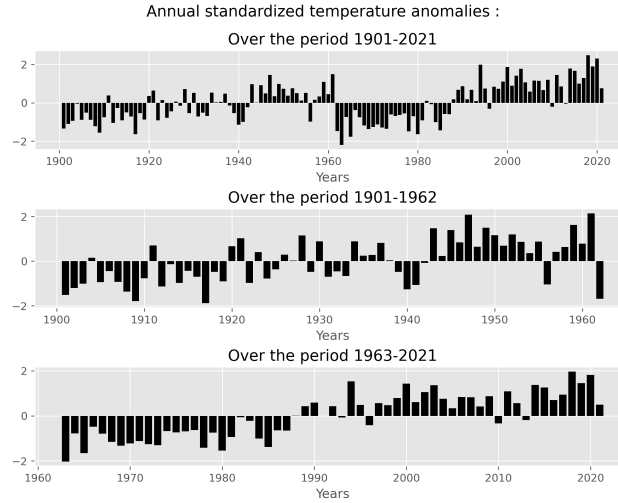 Annual standardized temperature anomalies :
Over the period 1901-2021
2
0
−2
1900 1920 1940 1960 1980 2000 2020
Years
Over the period 1901-1962
2
0
−2
1900 1910 1920 1930 1940 1950 1960
Years
Over the period 1963-2021
2
0
−2
1960 1970 1980 1990 2000 2010 2020
Years